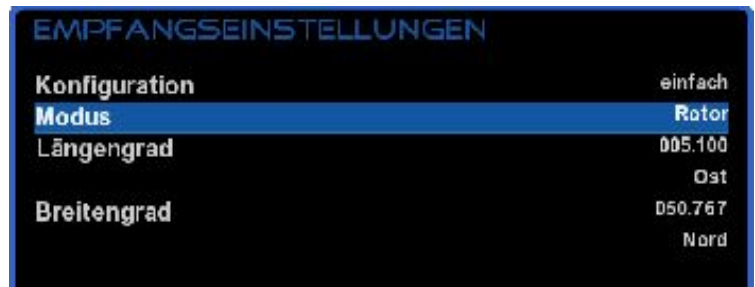 EMPFANGSEINSTELLUNGEN
Konfiguration einfach
Modus Rotor
Längengrad 005.100
Ost
Breitengrad 050.767
Nord